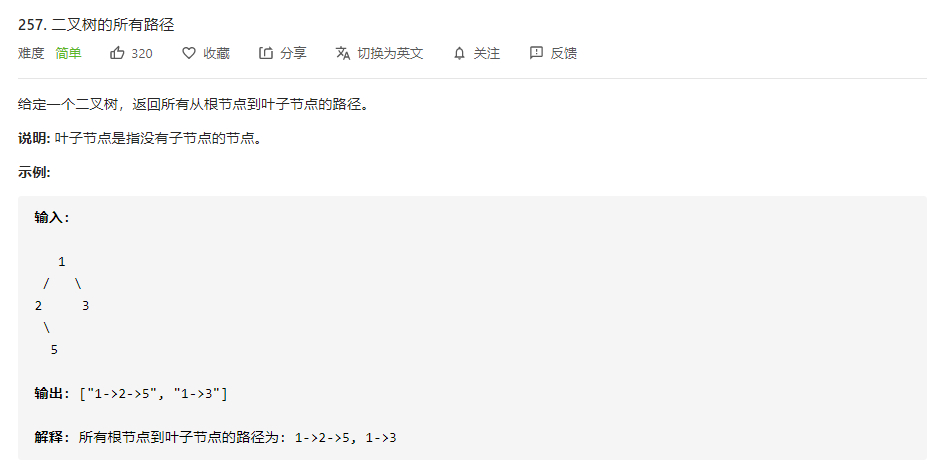 257. 二叉树的所有路径
难度 简单 320 收藏 分享 切换为英文 关注 反馈
给定一个二叉树，返回所有从根节点到叶子节点的路径。
说明: 叶子节点是指没有子节点的节点。
示例:
输入:
1
/ \
2 3
\
5
输出: ["1->2->5", "1->3"]
解释: 所有根节点到叶子节点的路径为: 1->2->5, 1->3